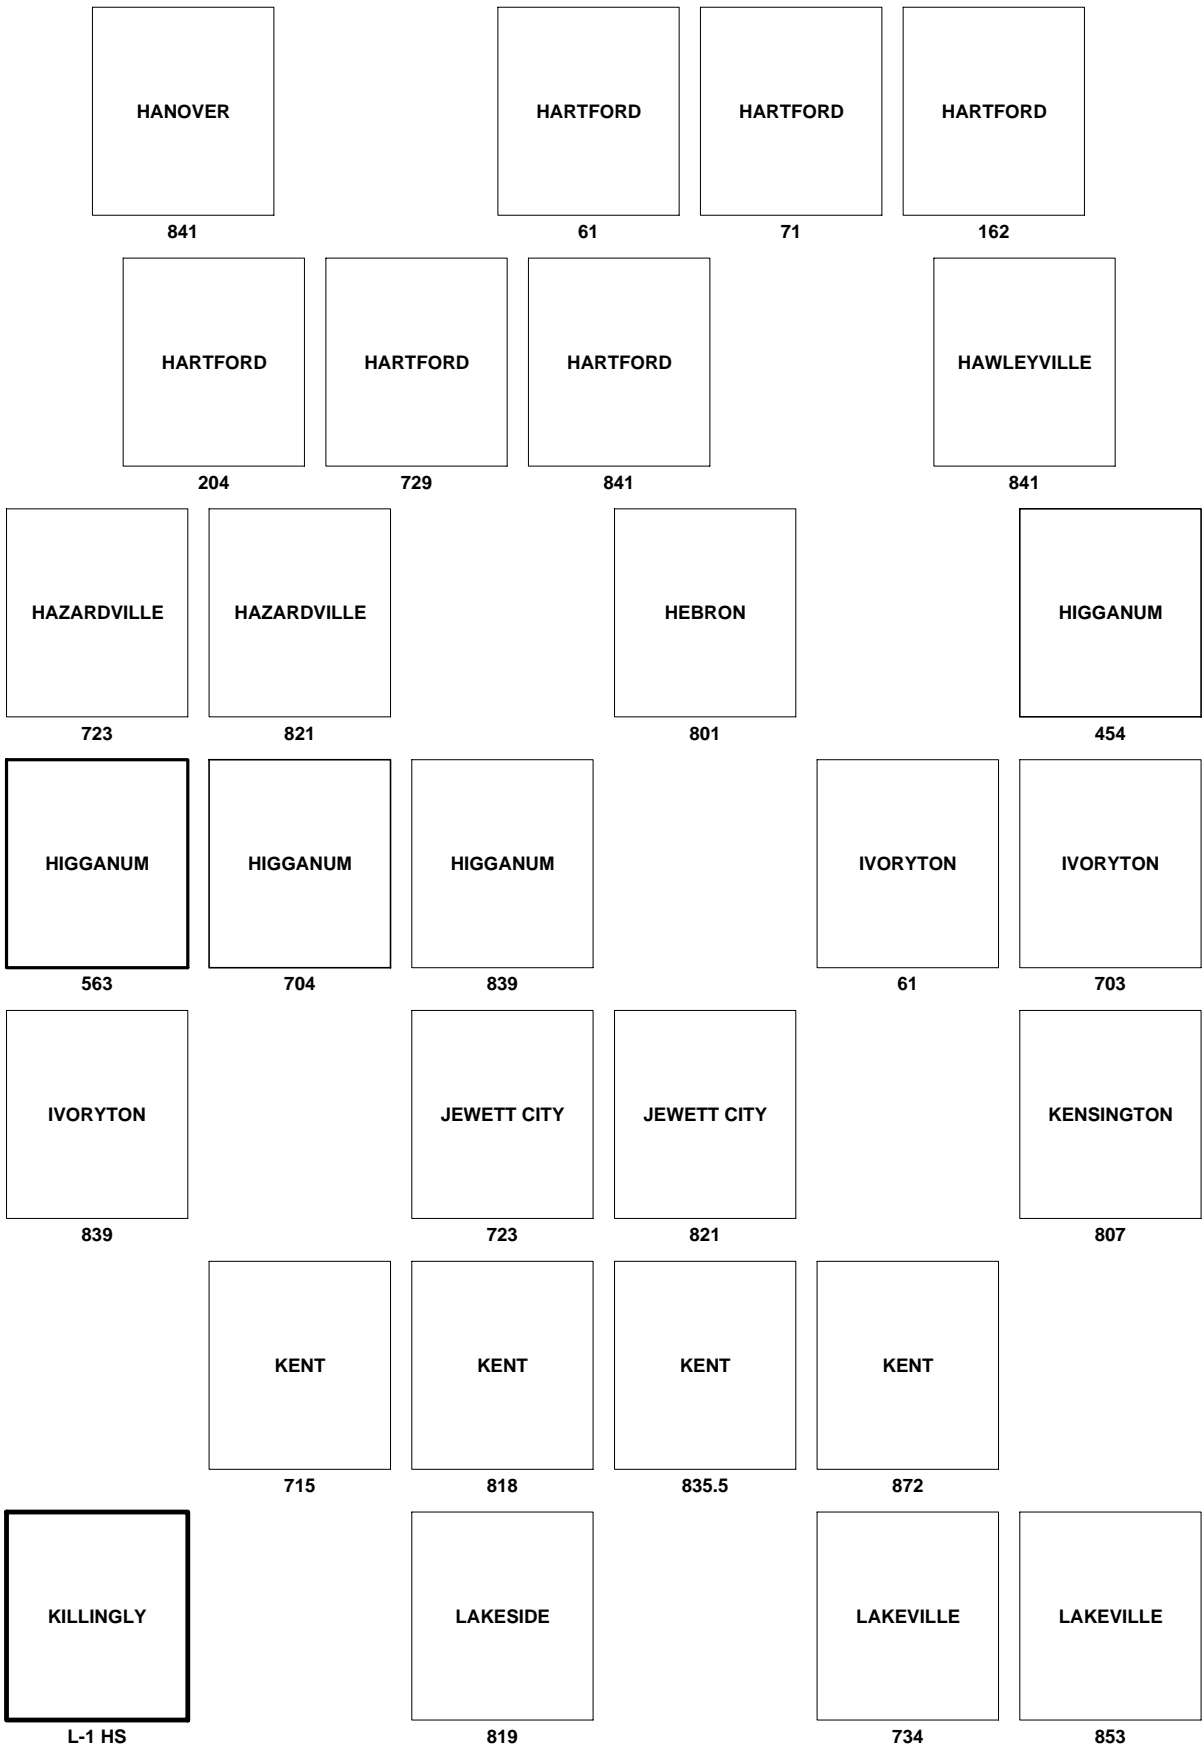 HANOVER HARTFORD HARTFORD HARTFORD
841 61 71 162
HARTFORD HARTFORD HARTFORD HAWLEYVILLE
204 729 841 841
HAZARDVILLE HAZARDVILLE HEBRON HIGGANUM
723 821 801 454
HIGGANUM HIGGANUM HIGGANUM IVORYTON IVORYTON
563 704 839 61 703
IVORYTON JEWETT CITY JEWETT CITY KENSINGTON
839 723 821 807
KENT KENT KENT KENT
715 818 835.5 872
KILLINGLY LAKESIDE LAKEVILLE LAKEVILLE
L-1 HS 819 734 853